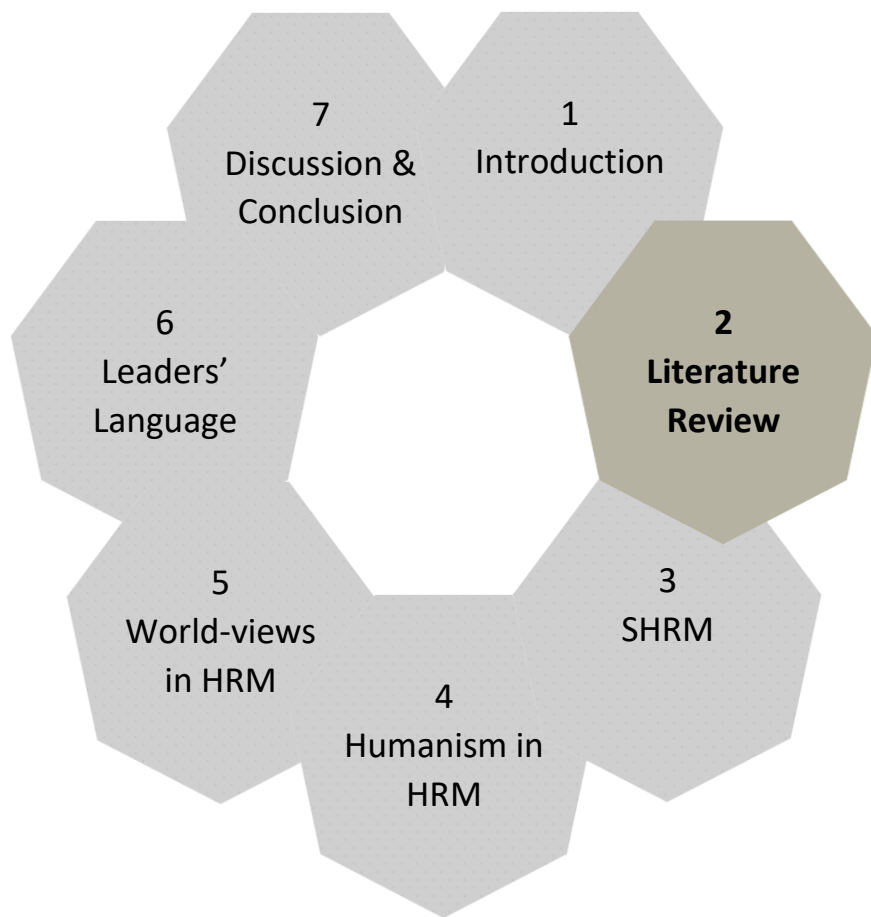 1
Introduction
2
Literature
Review
3
SHRM
4
Humanism in
HRM
5
World-views
in HRM
6
Leaders’
Language
7
Discussion &
Conclusion